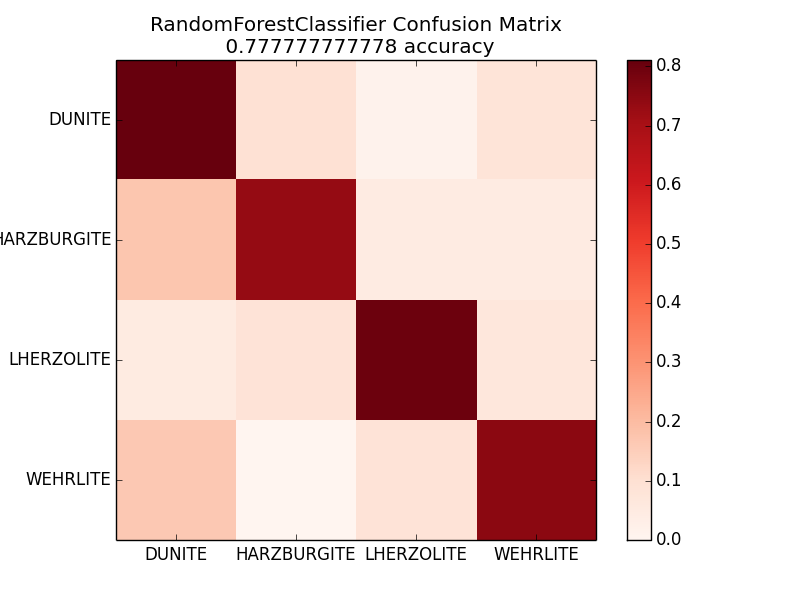 RandomForestClassifier Confusion Matrix
0.777777777778 accuracy
DUNITE
HARZBURGITE
LHERZOLITE
WEHRLITE
DUNITE HARZBURGITE LHERZOLITE WEHRLITE
0.8
0.7
0.6
0.5
0.4
0.3
0.2
0.1
0.0